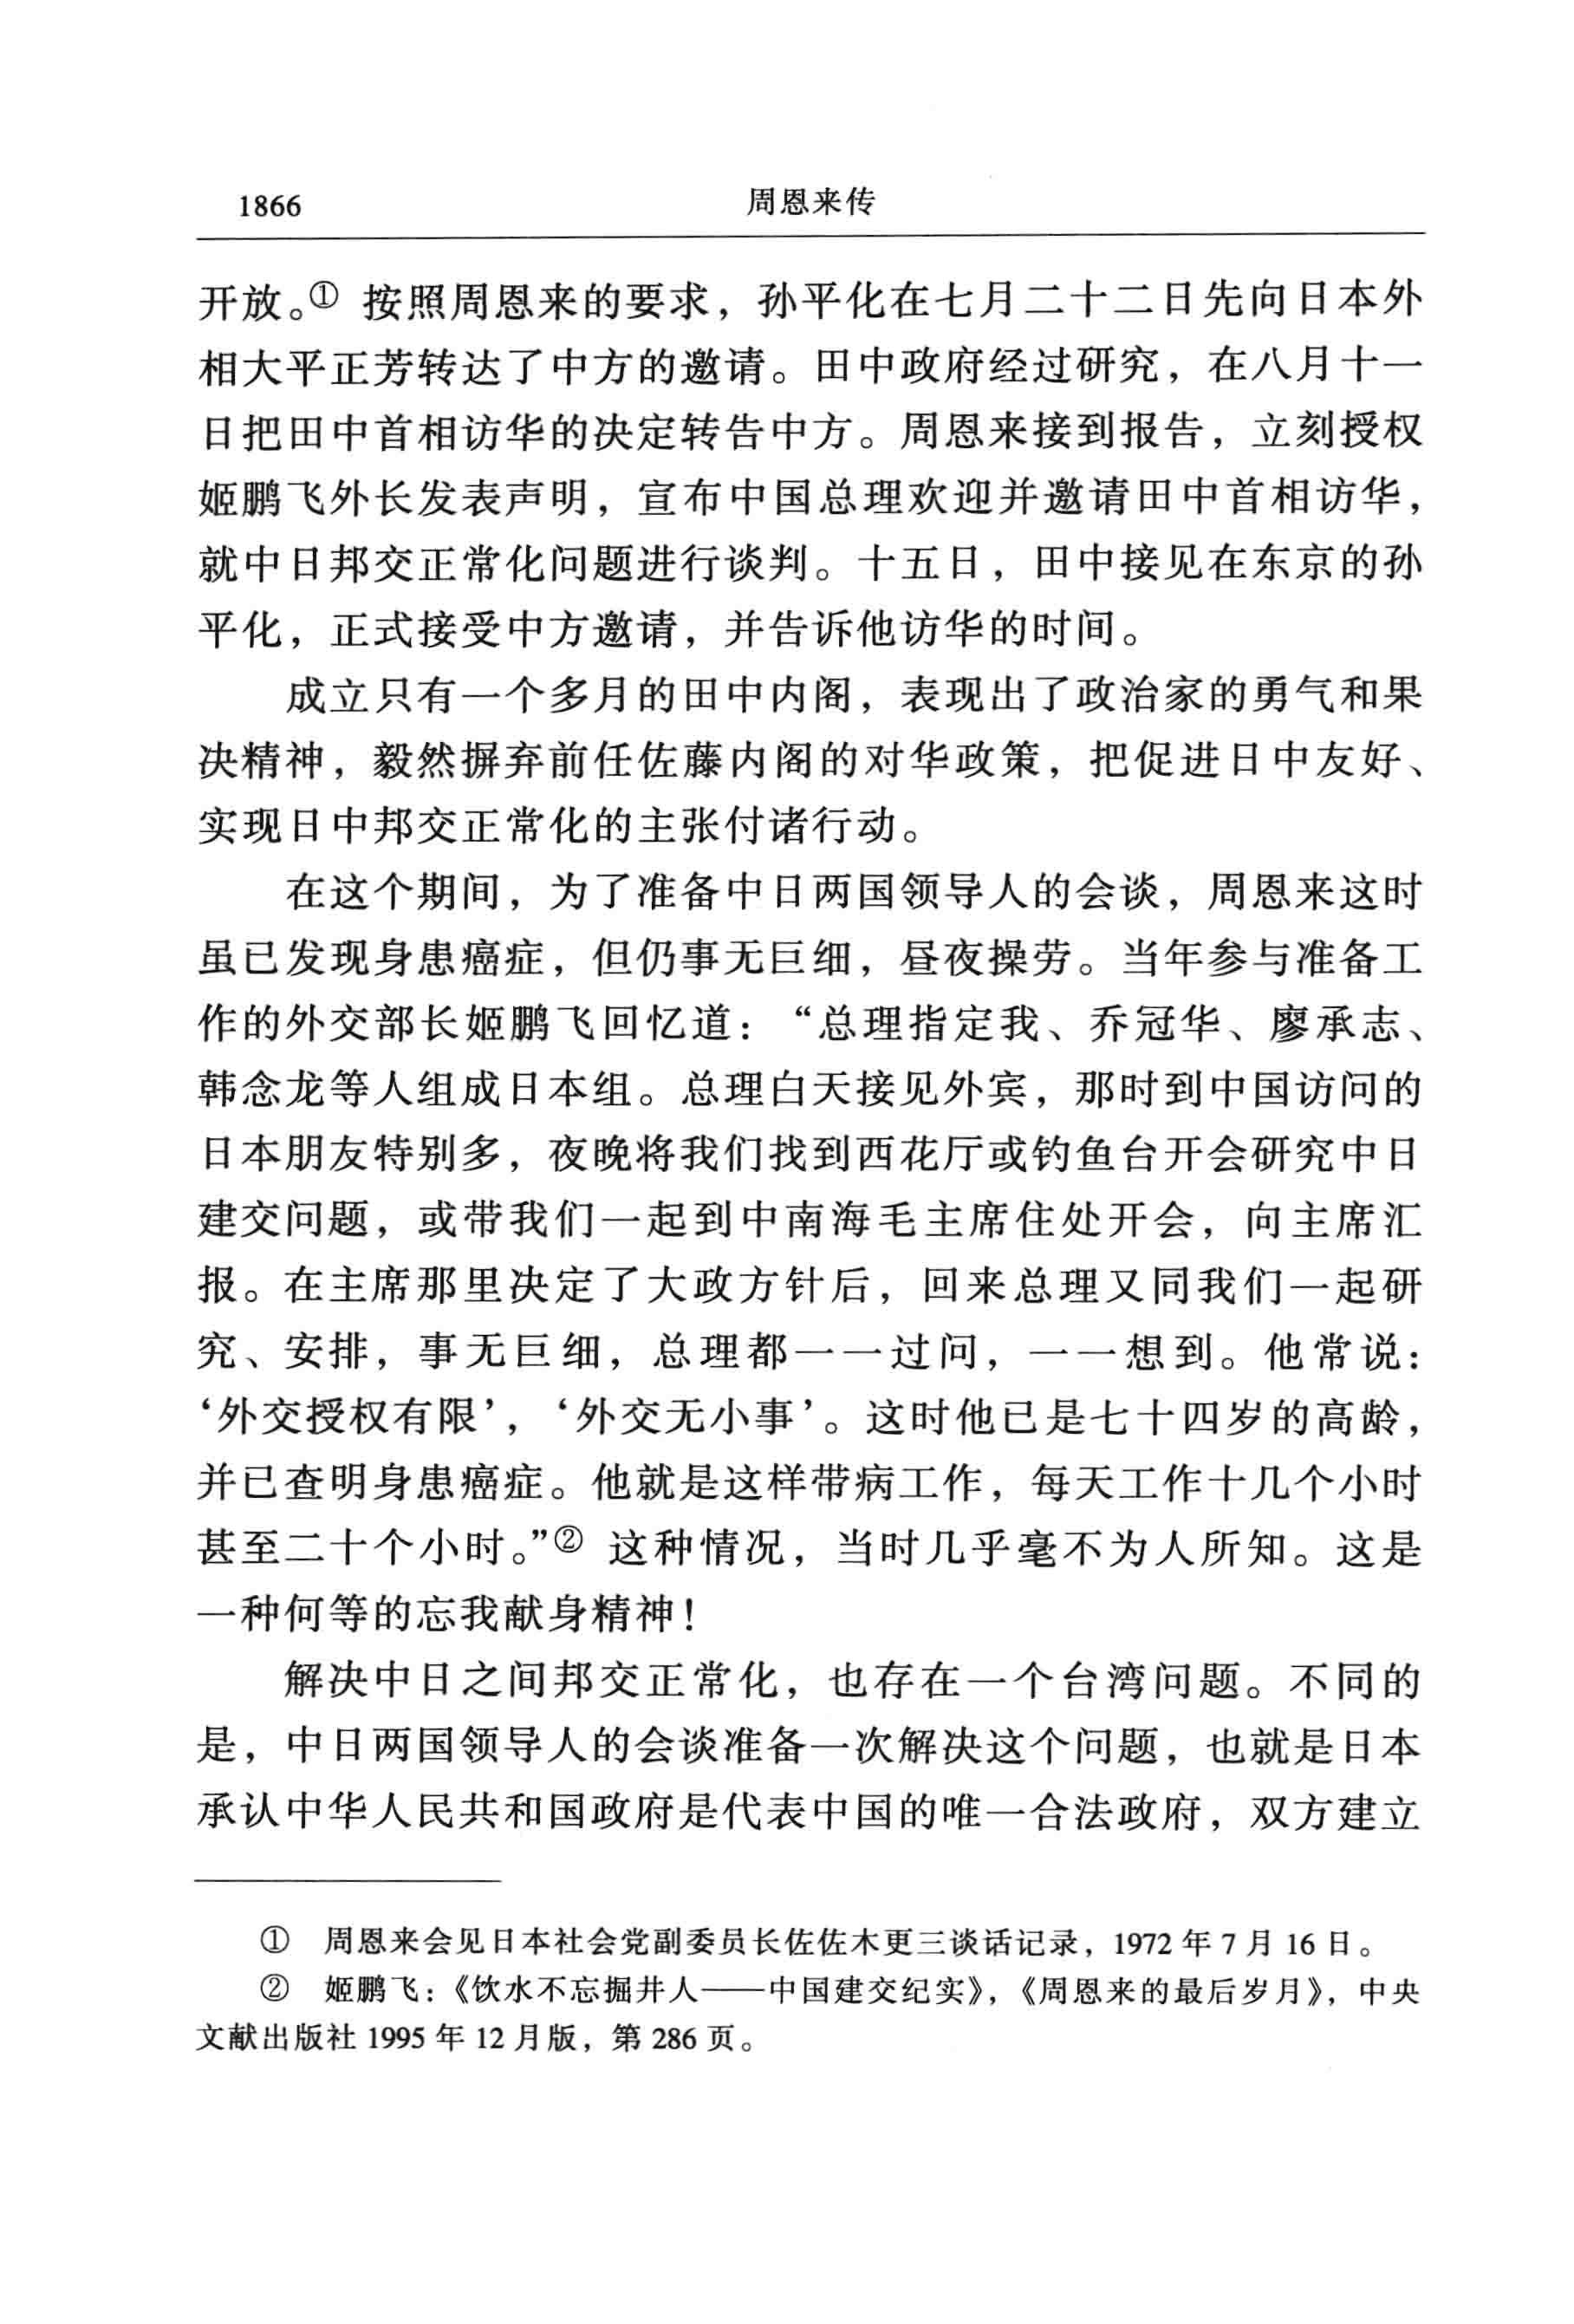 1866
周恩来传
开放。① 按照周恩来的要求，孙平化在七月二十二日先向日本外
相大平正芳转达了中方的邀请。田中政府经过研究，在八月十一
日把田中首相访华的决定转告中方。周恩来接到报告，立刻授权
姬鹏飞外长发表声明，宣布中国总理欢迎并邀请田中首相访华，
就中日邦交正常化问题进行谈判。十五日，田中接见在东京的孙
平化，正式接受中方邀请，并告诉他访华的时间。
成立只有一个多月的田中内阁，表现出了政治家的勇气和果
决精神，毅然摒弃前任佐藤内阁的对华政策，把促进日中友好、
实现日中邦交正常化的主张付诸行动。
在这个期间，为了准备中日两国领导人的会谈，周恩来这时
虽已发现身患癌症，但仍事无巨细，昼夜操劳。当年参与准备工
作的外交部长姬鹏飞回忆道：“总理指定我、乔冠华、廖承志、
韩念龙等人组成日本组。总理白天接见外宾，那时到中国访问的
日本朋友特别多，夜晚将我们找到西花厅或钓鱼台开会研究中日
建交问题，或带我们一起到中南海毛主席住处开会，向主席汇
报。在主席那里决定了大政方针后，回来总理又同我们一起研
究、安排，事无巨细，总理都一一过问，一一想到。他常说：
‘外交授权有限’，‘外交无小事’。这时他已是七十四岁的高龄，
并已查明身患癌症。他就是这样带病工作，每天工作十几个小时
甚至二十个小时。”② 这种情况，当时几乎毫不为人所知。这是
一种何等的忘我献身精神！
解决中日之间邦交正常化，也存在一个台湾问题。不同的
是，中日两国领导人的会谈准备一次解决这个问题，也就是日本
承认中华人民共和国政府是代表中国的唯一合法政府，双方建立
① 周恩来会见日本社会党副委员长佐佐木更三谈话记录，1972 年 7 月 16 日。
② 姬鹏飞：《饮水不忘掘井人——中国建交纪实》，《周恩来的最后岁月》，中央
文献出版社 1995 年 12 月版，第 286 页。